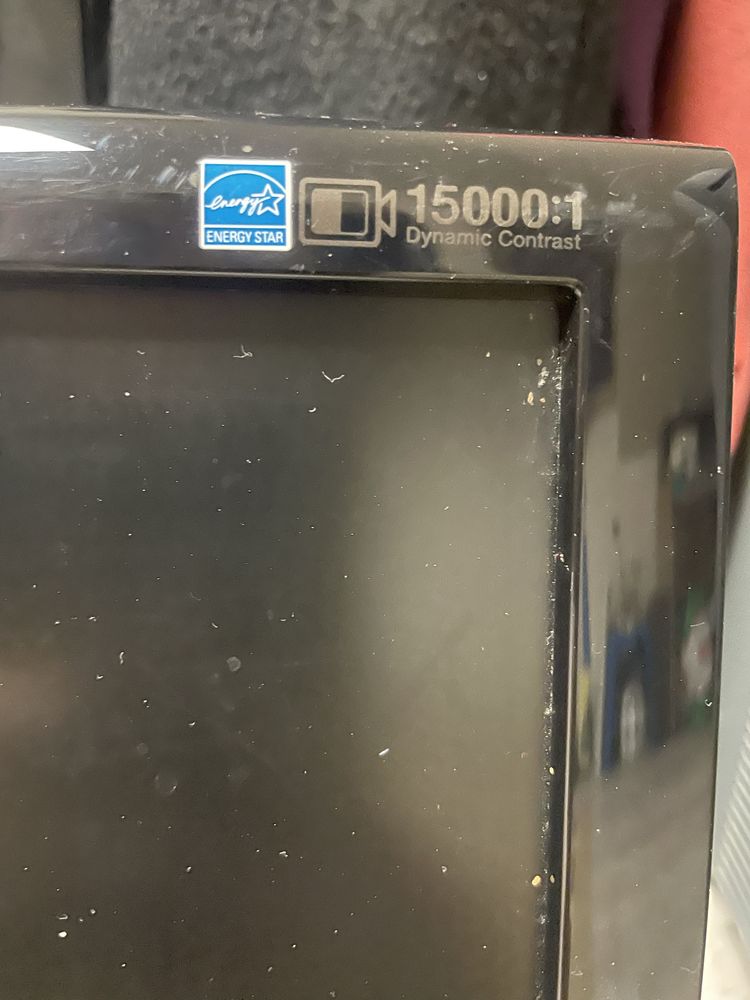 energy
ENERGY STAR
15000:1
Dynamic Contrast